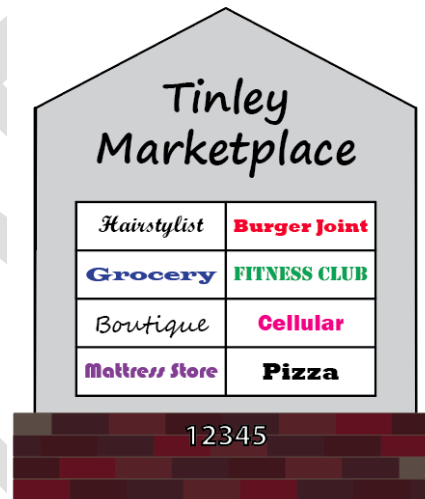 Tinley
Marketplace
Hairstylist Burger Joint
Grocery FITNESS CLUB
Boutique Cellular
Mattress Store Pizza
12345